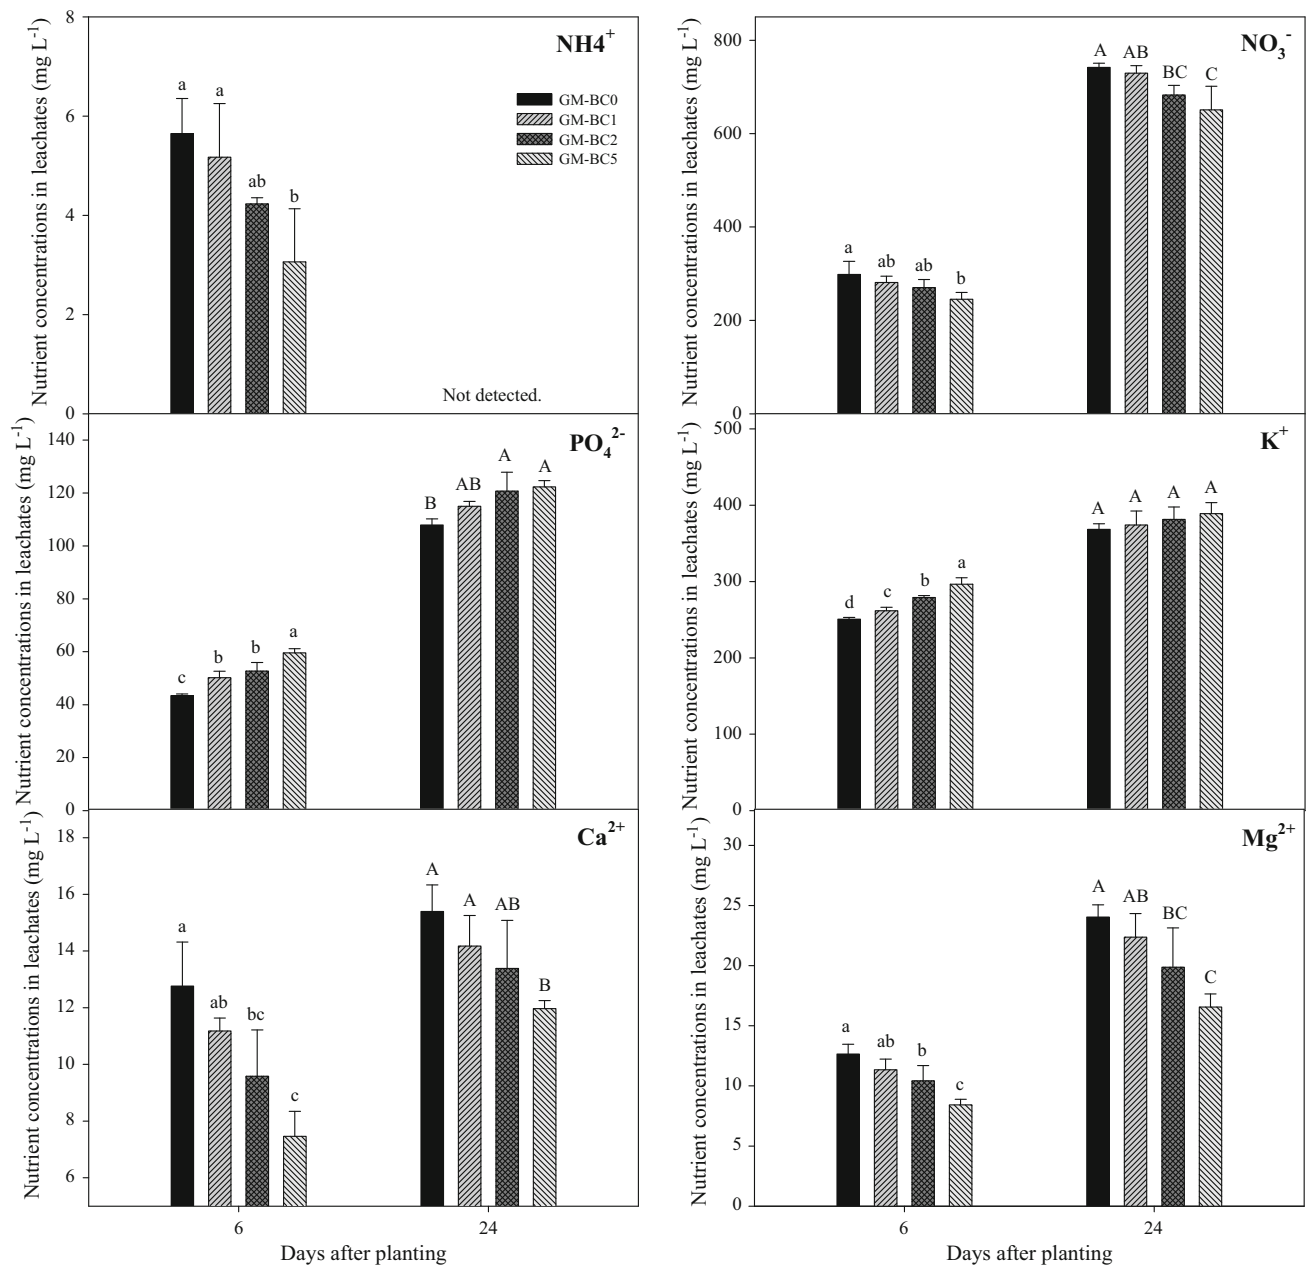 Nutrient concentrations in leachates (mg L⁻¹)
8
6
4
2
0
NH4⁺
GM-BC0
GM-BC1
GM-BC2
GM-BC5
a
a
ab
b
Not detected.
Nutrient concentrations in leachates (mg L⁻¹)
800
600
400
200
0
NO₃⁻
a
ab
ab
b
A
AB
BC
C
Nutrient concentrations in leachates (mg L⁻¹)
140
120
100
80
60
40
20
0
PO₄²⁻
c
b
b
a
B
AB
A
A
Nutrient concentrations in leachates (mg L⁻¹)
500
400
300
200
100
0
K⁺
d
c
b
a
A
A
A
A
Nutrient concentrations in leachates (mg L⁻¹)
18
16
14
12
10
8
6
Ca²⁺
a
ab
bc
c
A
A
AB
B
6
24
Days after planting
Nutrient concentrations in leachates (mg L⁻¹)
30
25
20
15
10
5
0
Mg²⁺
a
ab
b
c
A
AB
BC
C
6
24
Days after planting